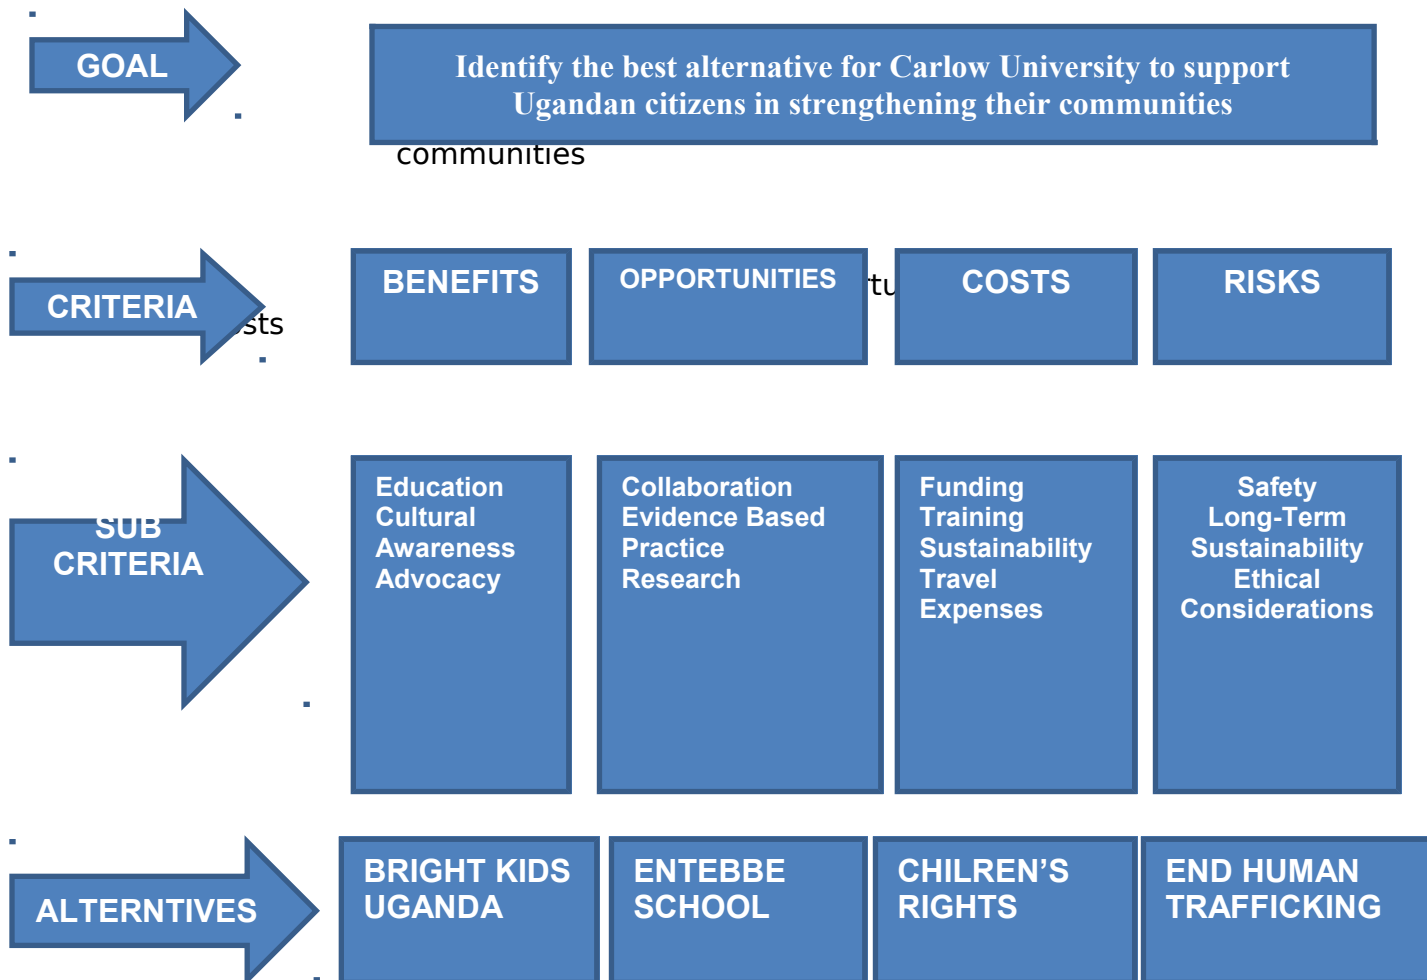 GOAL
Identify the best alternative for Carlow University to support
Ugandan citizens in strengthening their communities
communities
CRITERIA
BENEFITS
OPPORTUNITIES
rtu
COSTS
RISKS
sts
SUB
CRITERIA
Education
Cultural
Awareness
Advocacy
Collaboration
Evidence Based
Practice
Research
Funding
Training
Sustainability
Travel
Expenses
Safety
Long-Term
Sustainability
Ethical
Considerations
ALTERNTIVES
BRIGHT KIDS
UGANDA
ENTEBBE
SCHOOL
CHILREN'S
RIGHTS
END HUMAN
TRAFFICKING